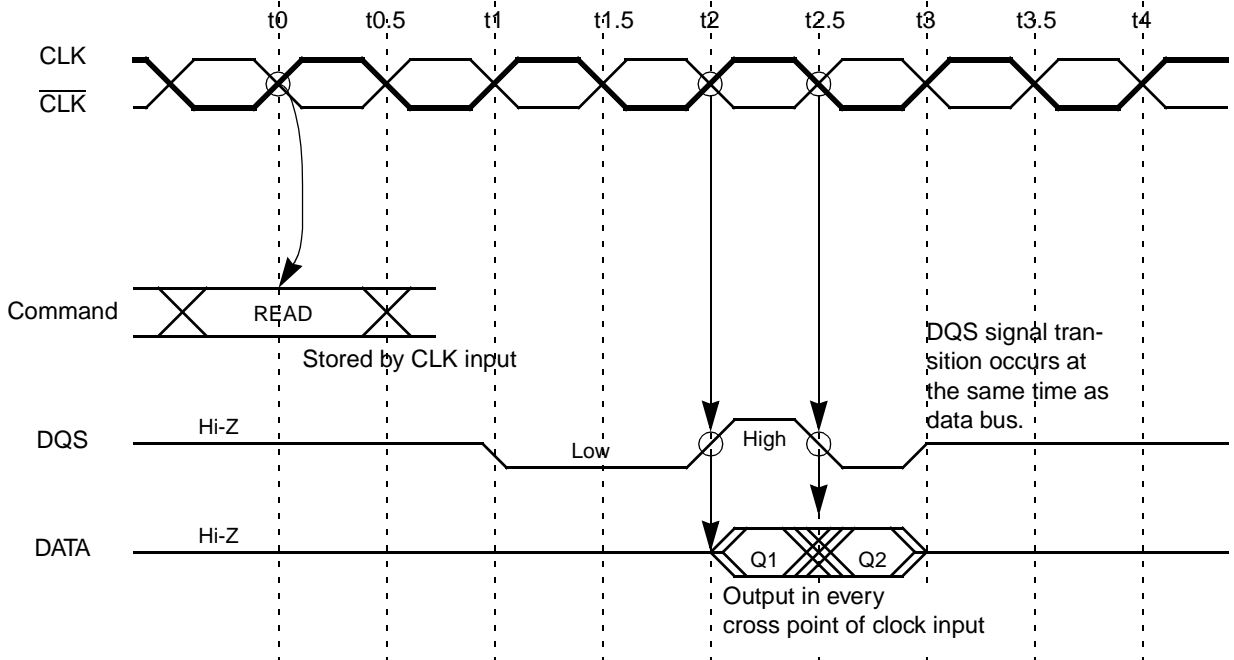 t0 t0.5 t1 t1.5 t2 t2.5 t3 t3.5 t4
CLK
CLK
Command
READ
Stored by CLK input
DQS signal tran-
sition occurs at
the same time as
data bus.
DQS
Hi-Z
Low
High
DATA
Hi-Z
Q1
Q2
Output in every
cross point of clock input